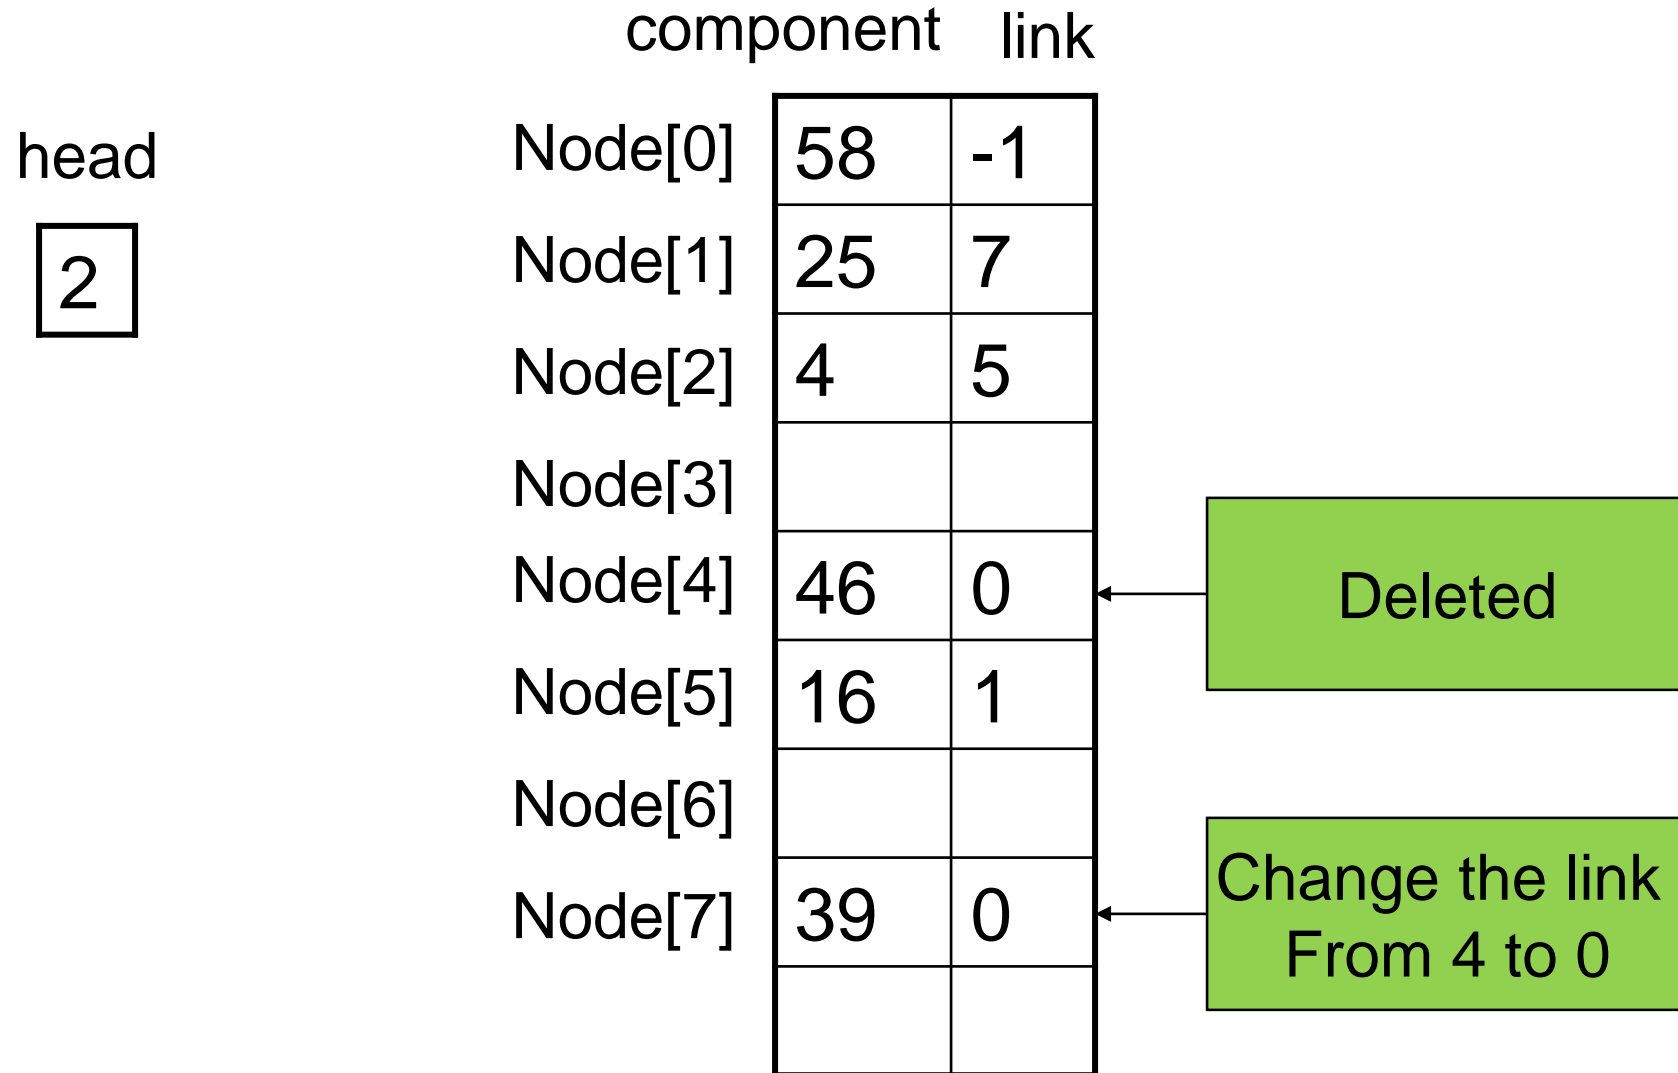 component link
head
2
Node[0] 58 -1
Node[1] 25 7
Node[2] 4 5
Node[3]
Node[4] 46 0
Deleted
Node[5] 16 1
Node[6]
Node[7] 39 0
Change the link
From 4 to 0